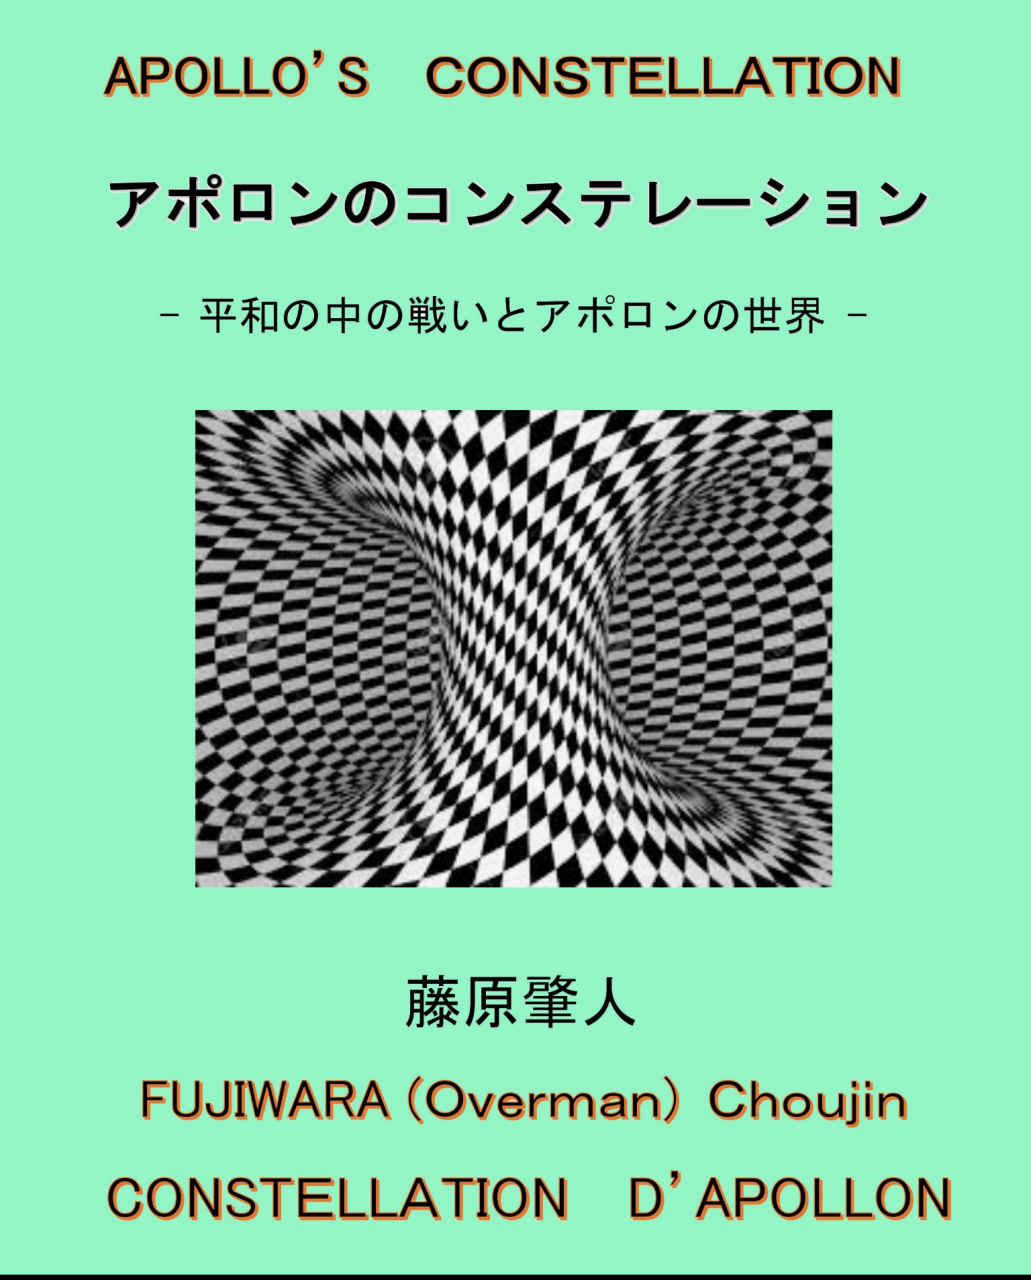 APOLLO'S CONSTELLATION
アポロンのコンステレーション
- 平和の中の戦いとアポロンの世界 -
藤原肇人
FUJIWARA (Overman) Choujin
CONSTELLATION D'APOLLON